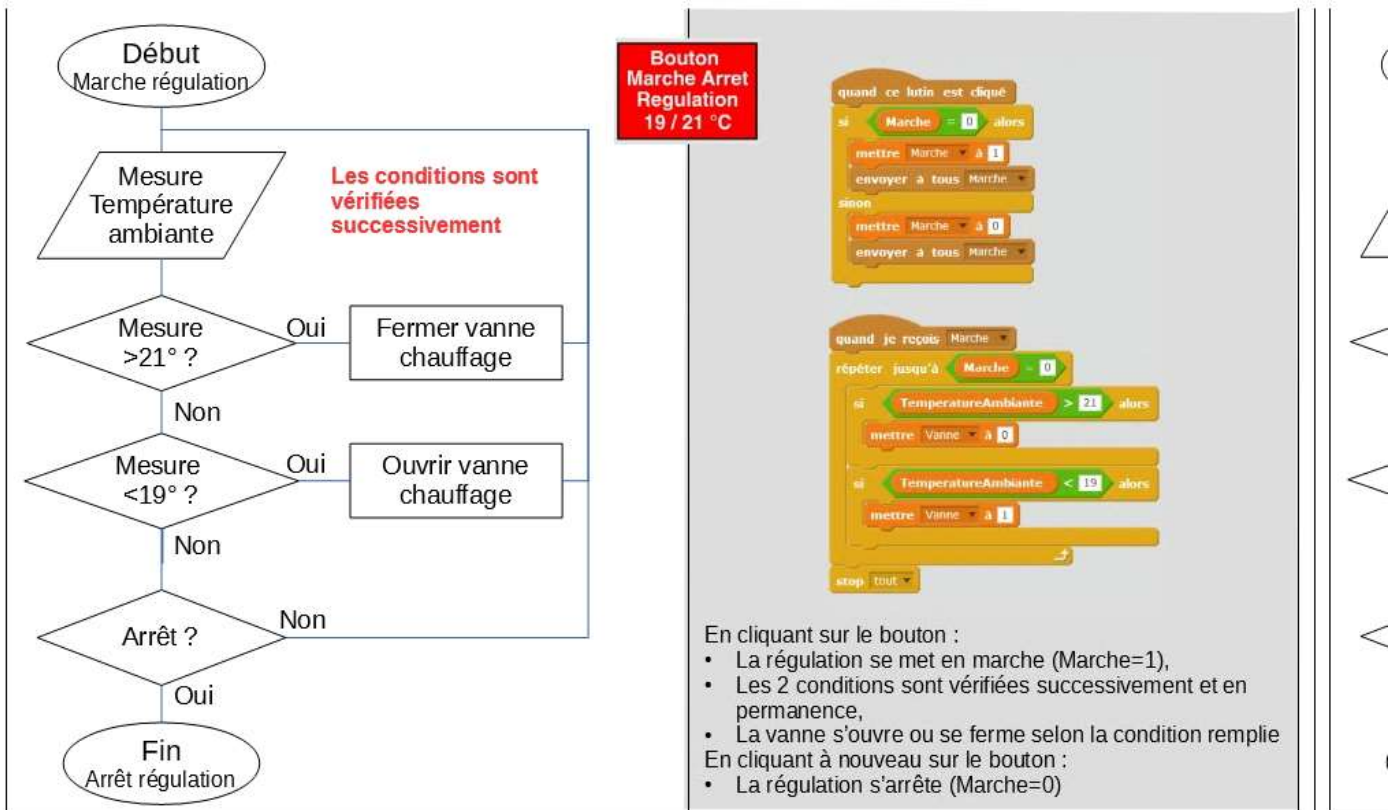 Début
Marche régulation
Mesure
Température
ambiante
Les conditions sont
vérifiées
successivement
Mesure
>21° ?
Oui
Fermer vanne
chauffage
Non
Mesure
<19° ?
Oui
Ouvrir vanne
chauffage
Non
Arrêt ?
Non
Oui
Fin
Arrêt régulation
Bouton
Marche Arret
Regulation
19 / 21 °C
quand ce lutin est cliqué
si Marche = 0 alors
mettre Marche à 1
envoyer à tous Marche
sinon
mettre Marche à 0
envoyer à tous Marche
quand je reçois Marche
répéter jusqu'à Marche = 0
si TemperatureAmbiante > 21 alors
mettre Vanne à 0
si TemperatureAmbiante < 19 alors
mettre Vanne à 1
stop tout
En cliquant sur le bouton :
• La régulation se met en marche (Marche=1),
• Les 2 conditions sont vérifiées successivement et en
permanence,
• La vanne s’ouvre ou se ferme selon la condition remplie
En cliquant à nouveau sur le bouton :
• La régulation s’arrête (Marche=0)